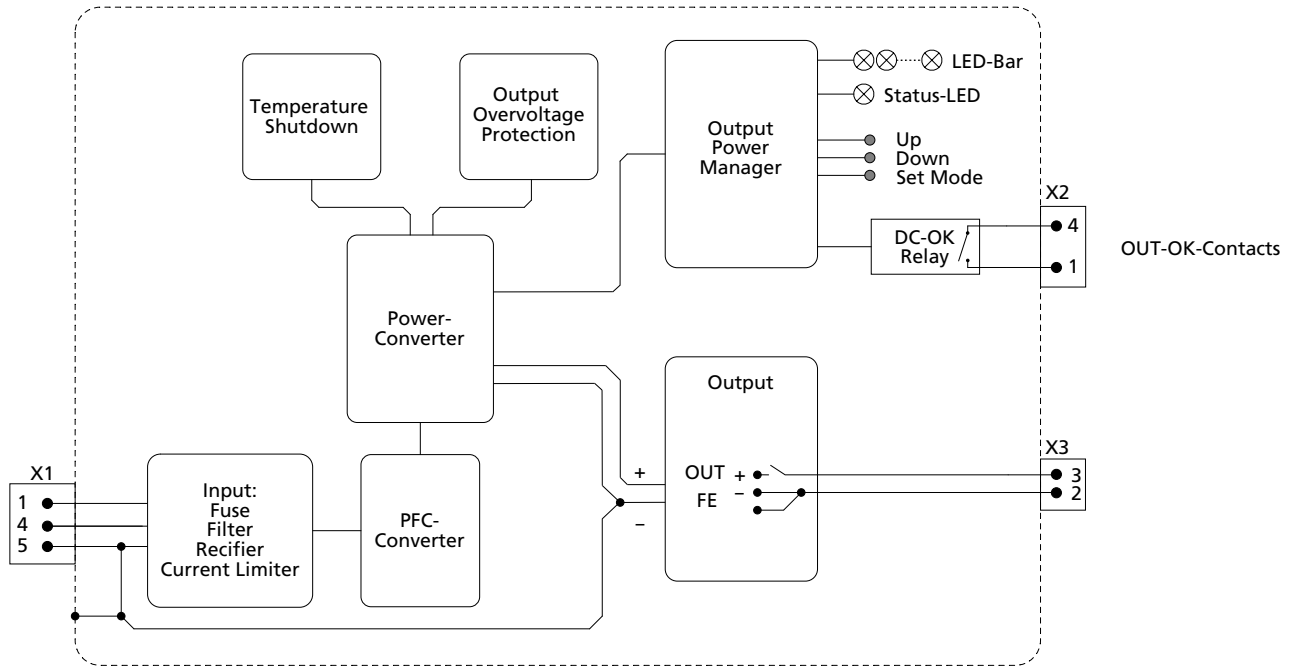 Temperature
Shutdown
Output
Overvoltage
Protection
Output
Power
Manager
LED-Bar
Status-LED
Up
Down
Set Mode
DC-OK
Relay
X2
4
1
OUT-OK-Contacts
Power-
Converter
Output
OUT +
FE −
+
−
X3
3
2
X1
1
4
5
Input:
Fuse
Filter
Rectifier
Current Limiter
PFC-
Converter